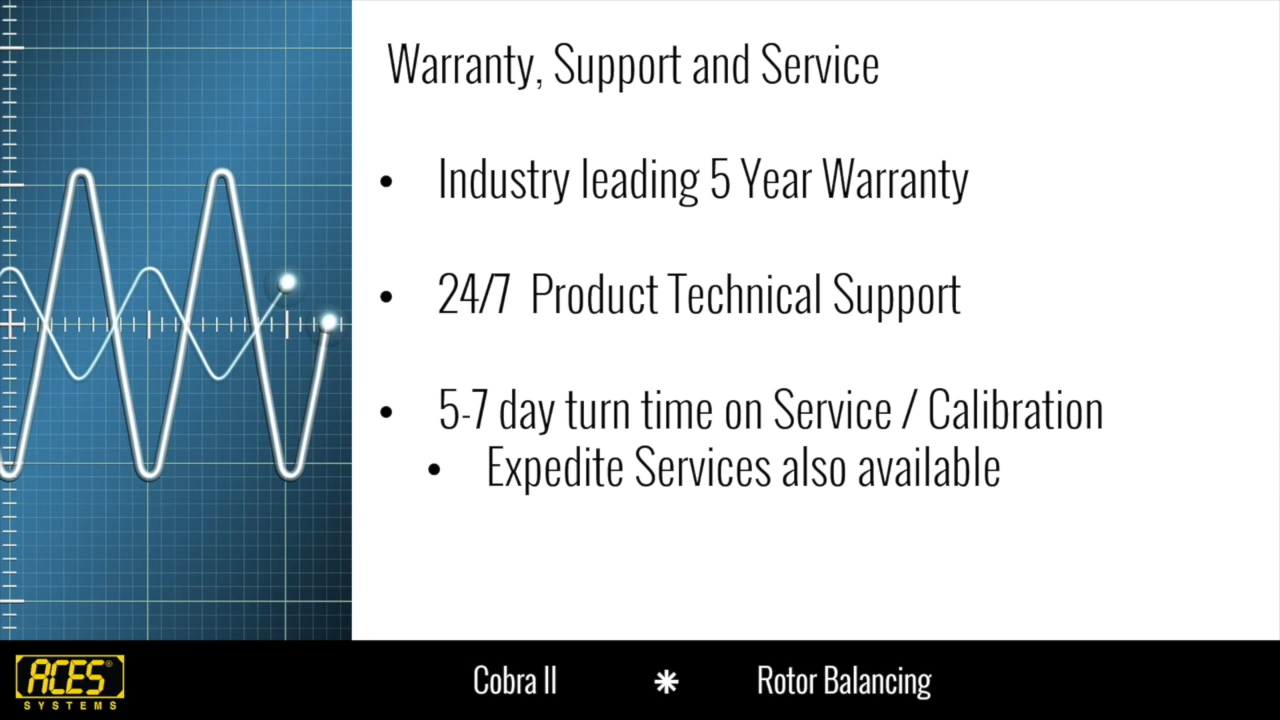 Warranty, Support and Service
• Industry leading 5 Year Warranty
• 24/7 Product Technical Support
• 5-7 day turn time on Service / Calibration
• Expedite Services also available
ACES®
SYSTEMS
Cobra II * Rotor Balancing